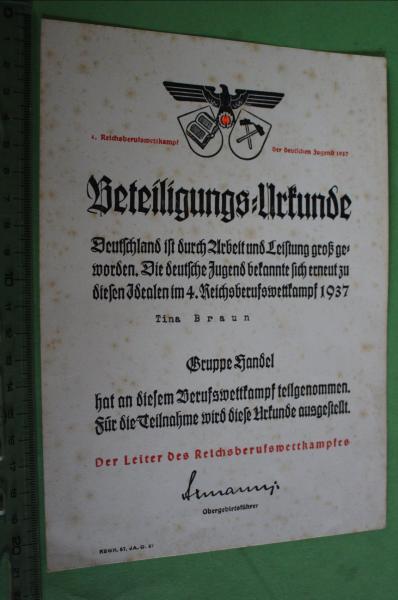 4. Reichsberufswettkampf der deutschen Jugend 1937
Beteiligungs-Urkunde
Deutschland ist durch Arbeit und Leistung groß ge-
worden. Die deutsche Jugend bekannte sich erneut zu
diesen Idealen im 4. Reichsberufswettkampf 1937
Tina Braun
Gruppe Handel
hat an diesem Berufswettkampf teilgenommen.
Für die Teilnahme wird diese Urkunde ausgestellt.
Der Leiter des Reichsberufswettkampfes
Obergebietsführer